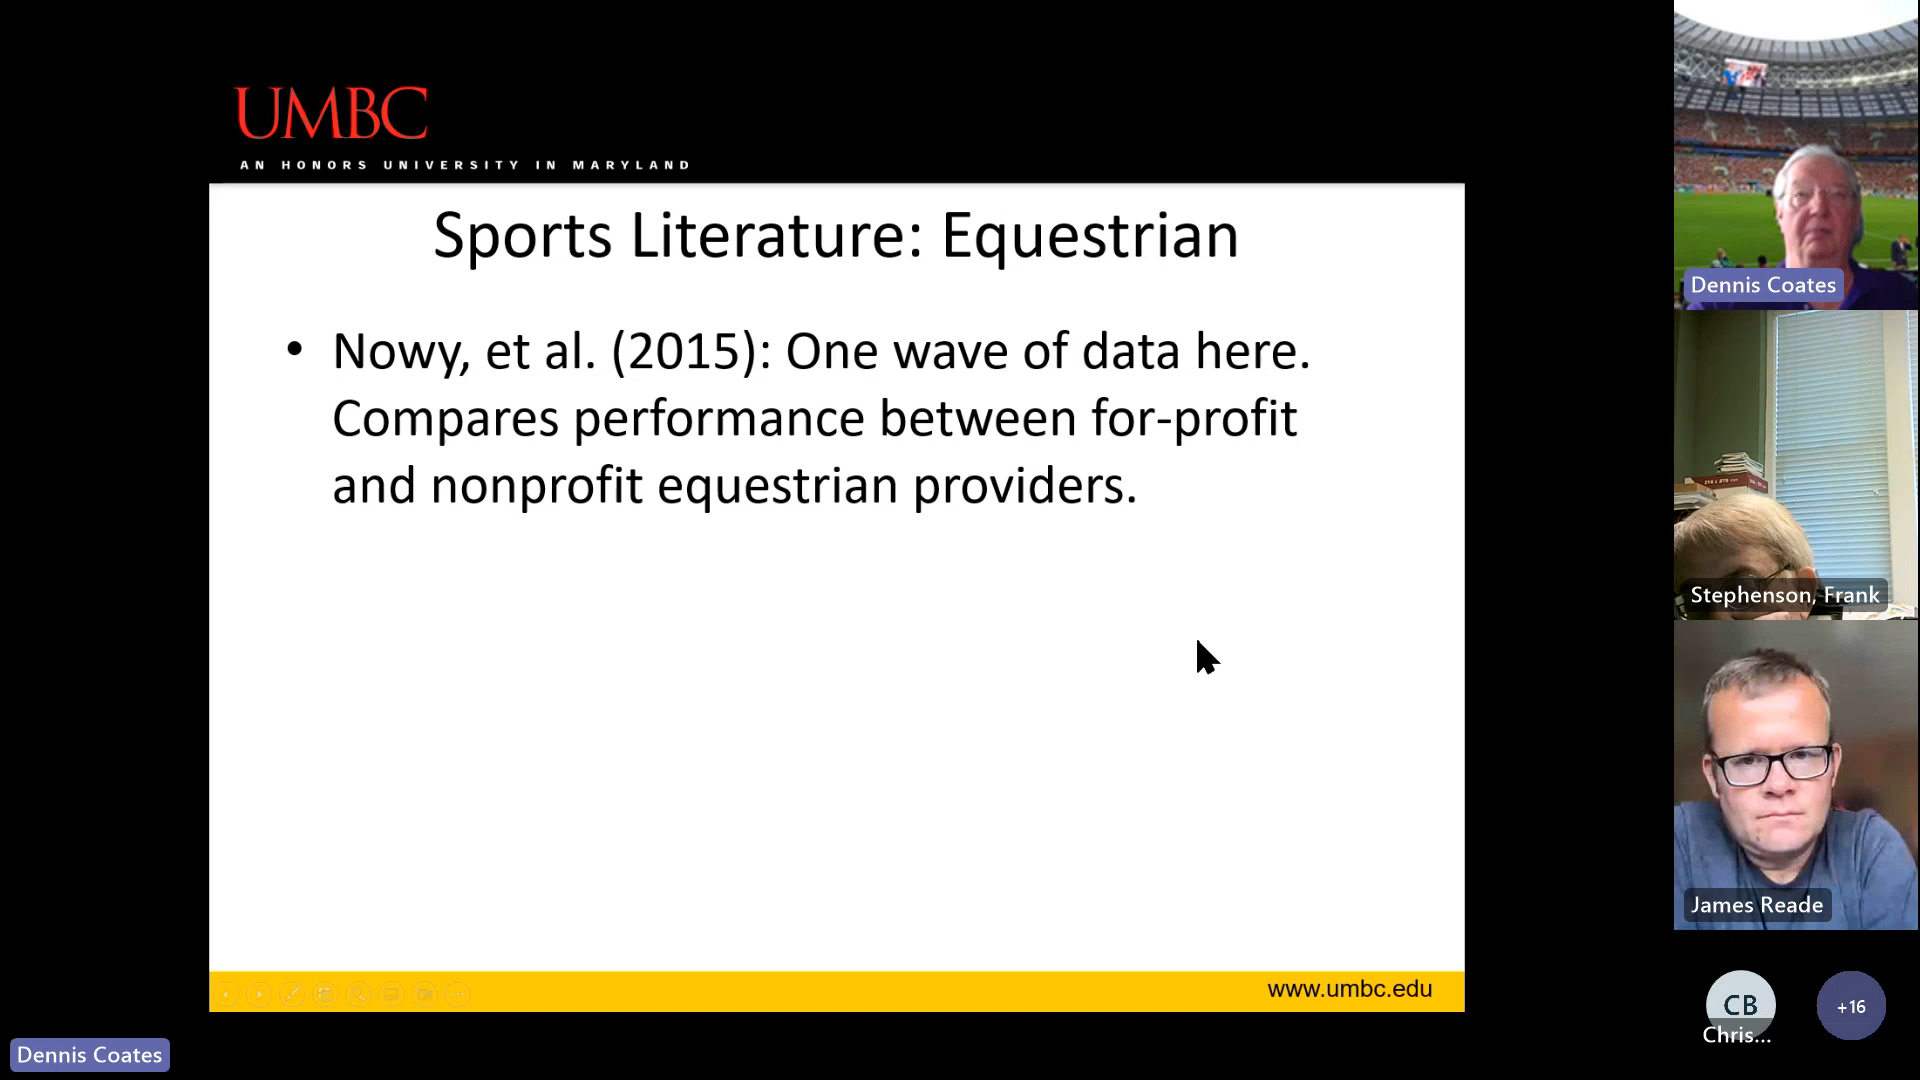 UMBC
AN HONORS UNIVERSITY IN MARYLAND
Sports Literature: Equestrian
• Nowy, et al. (2015): One wave of data here.
Compares performance between for-profit
and nonprofit equestrian providers.
www.umbc.edu
Dennis Coates
Dennis Coates
Stephenson, Frank
James Reade
CB
Chris...
+16